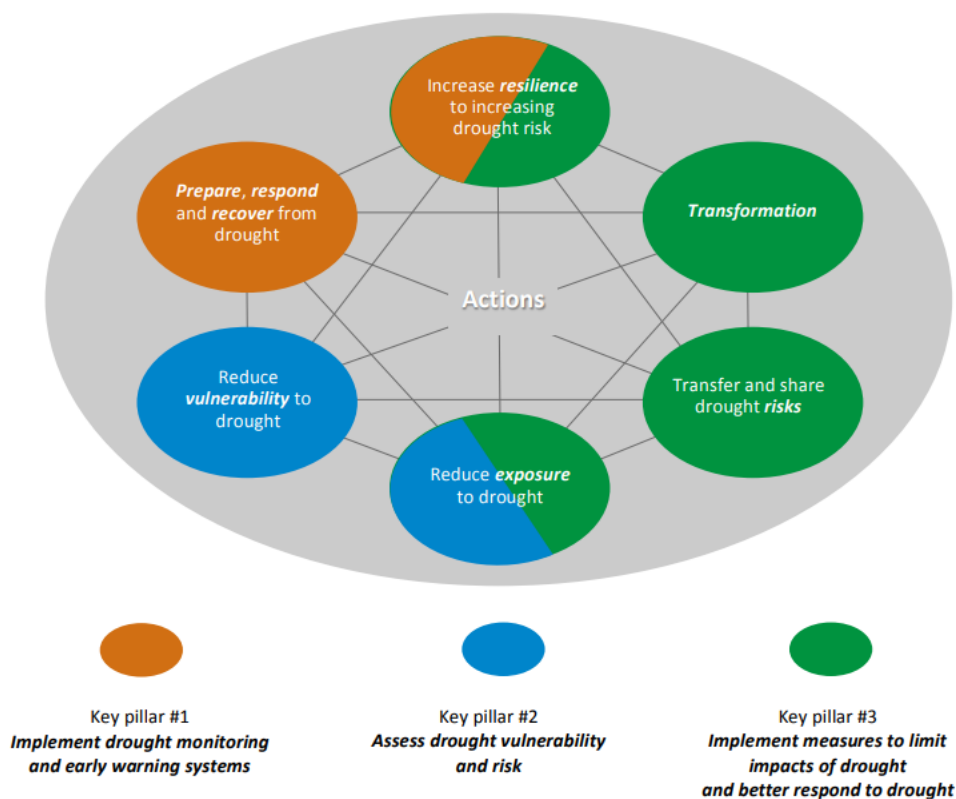 Increase resilience
to increasing
drought risk
Prepare, respond
and recover from
drought
Transformation
Actions
Reduce
vulnerability to
drought
Transfer and share
drought risks
Reduce exposure
to drought
Key pillar #1
Implement drought monitoring
and early warning systems
Key pillar #2
Assess drought vulnerability
and risk
Key pillar #3
Implement measures to limit
impacts of drought
and better respond to drought